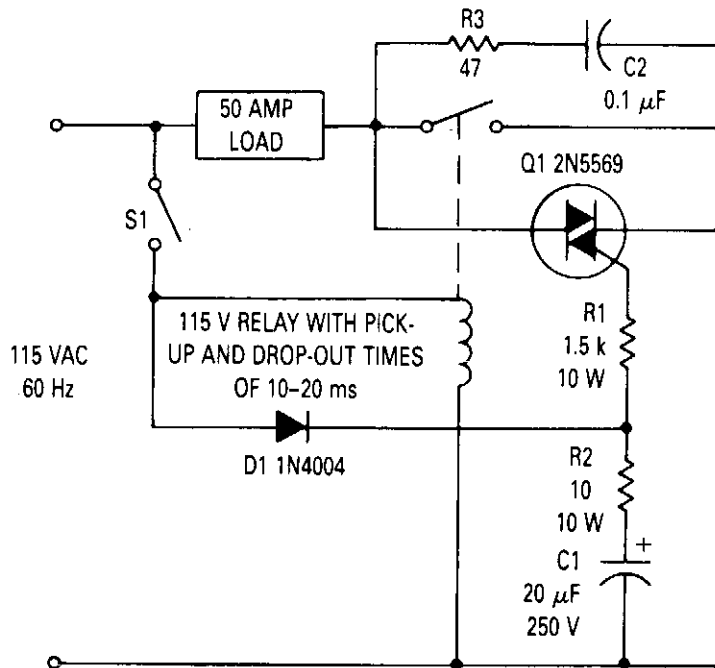 R3
47
C2
0.1 µF
50 AMP
LOAD
Q1 2N5569
S1
115 V RELAY WITH PICK-
UP AND DROP-OUT TIMES
OF 10–20 ms
R1
1.5 k
10 W
115 VAC
60 Hz
D1 1N4004
R2
10
10 W
+
C1
20 µF
250 V